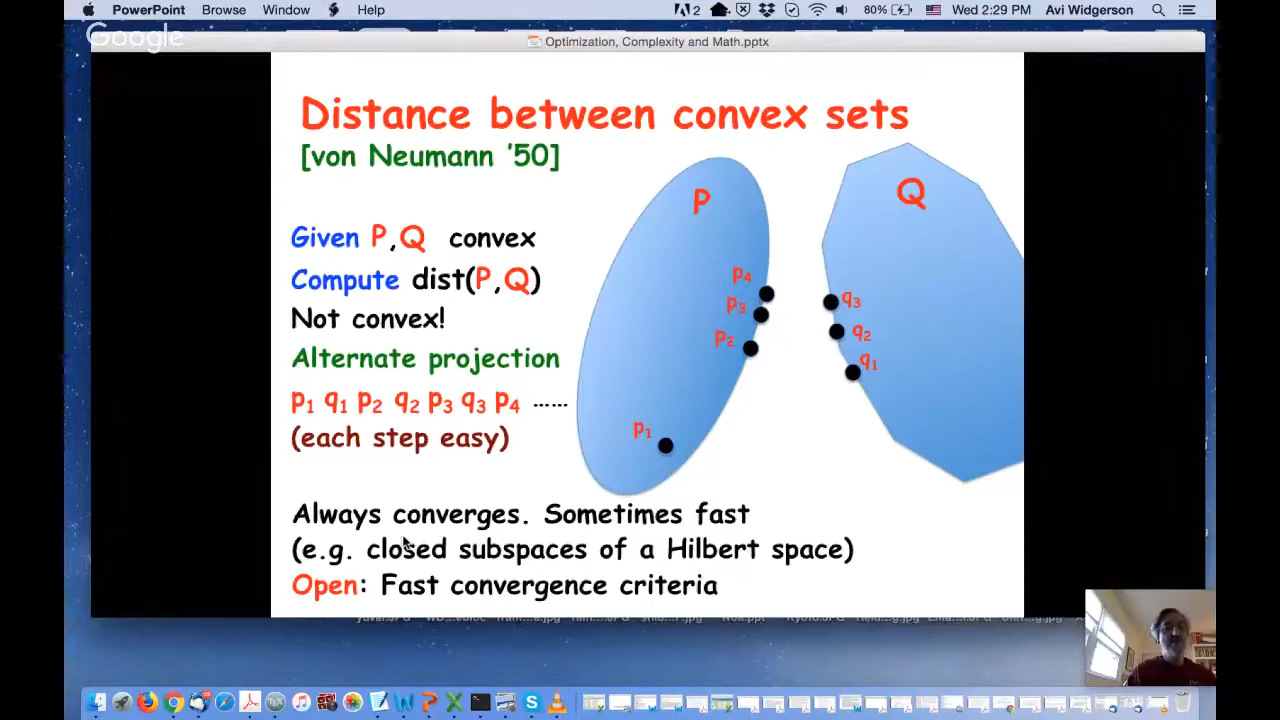 PowerPoint Browse Window Help 2 80% Wed 2:29 PM Avi Widgerson
Google
Optimization, Complexity and Math.pptx
Distance between convex sets
[von Neumann '50]
P
Q
Given P,Q convex
Compute dist(P,Q)
Not convex!
Alternate projection
p₁ q₁ p₂ q₂ p₃ q₃ p₄ ......
(each step easy)
p₄
p₃
q₃
p₂
q₂
q₁
p₁
Always converges. Sometimes fast
(e.g. closed subspaces of a Hilbert space)
Open: Fast convergence criteria
Noa.ppt